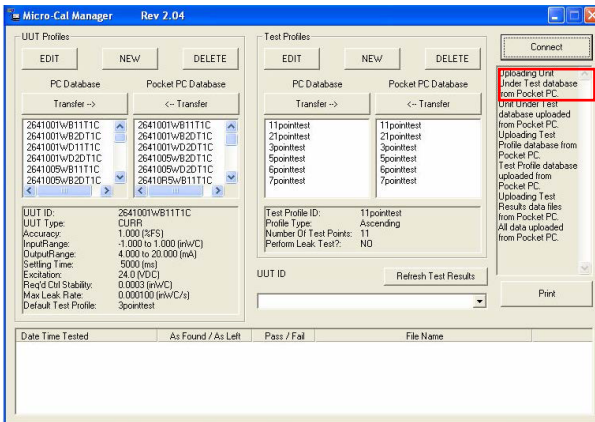 Micro-Cal Manager Rev 2.04
UUT Profiles
EDIT NEW DELETE
PC Database Pocket PC Database
Transfer --> <-- Transfer
2641001WB11T1C 2641001WB11T1C
2641001WB2DT1C 2641001WD2DT1C
2641001WD11T1C 2641001WB2DT1C
2641001WD2DT1C 2641005WD2DT1C
2641005WB11T1C 2641005WB2DT1C
2641005WB2DT1C 26410R5WB11T1C
UUT ID: 2641001WB11T1C
UUT Type: CURR
Accuracy: 1.000 (%FS)
InputRange: -1.000 to 1.000 (inWC)
OutputRange: 4.000 to 20.000 (mA)
Settling Time: 5000 (ms)
Excitation: 24.0 (VDC)
Req'd Ctrl Stability: 0.0003 (inWC)
Max Leak Rate: 0.000100 (inWC/s)
Default Test Profile: 3pointtest
Test Profiles
EDIT NEW DELETE
PC Database Pocket PC Database
Transfer --> <-- Transfer
11pointtest 11pointtest
21pointtest 21pointtest
3pointtest 3pointtest
5pointtest 5pointtest
6pointtest 6pointtest
7pointtest 7pointtest
Test Profile ID: 11pointtest
Profile Type: Ascending
Number Of Test Points: 11
Perform Leak Test?: NO
UUT ID Refresh Test Results
Connect
Uploading Unit
Under Test database
from Pocket PC.
Unit Under Test
database uploaded
from Pocket PC.
Uploading Test
Profile database from
Pocket PC.
Test Profile database
uploaded from
Pocket PC.
Uploading Test
Results data files
from Pocket PC.
All data uploaded
from Pocket PC.
Print
Date Time Tested As Found / As Left Pass / Fail File Name